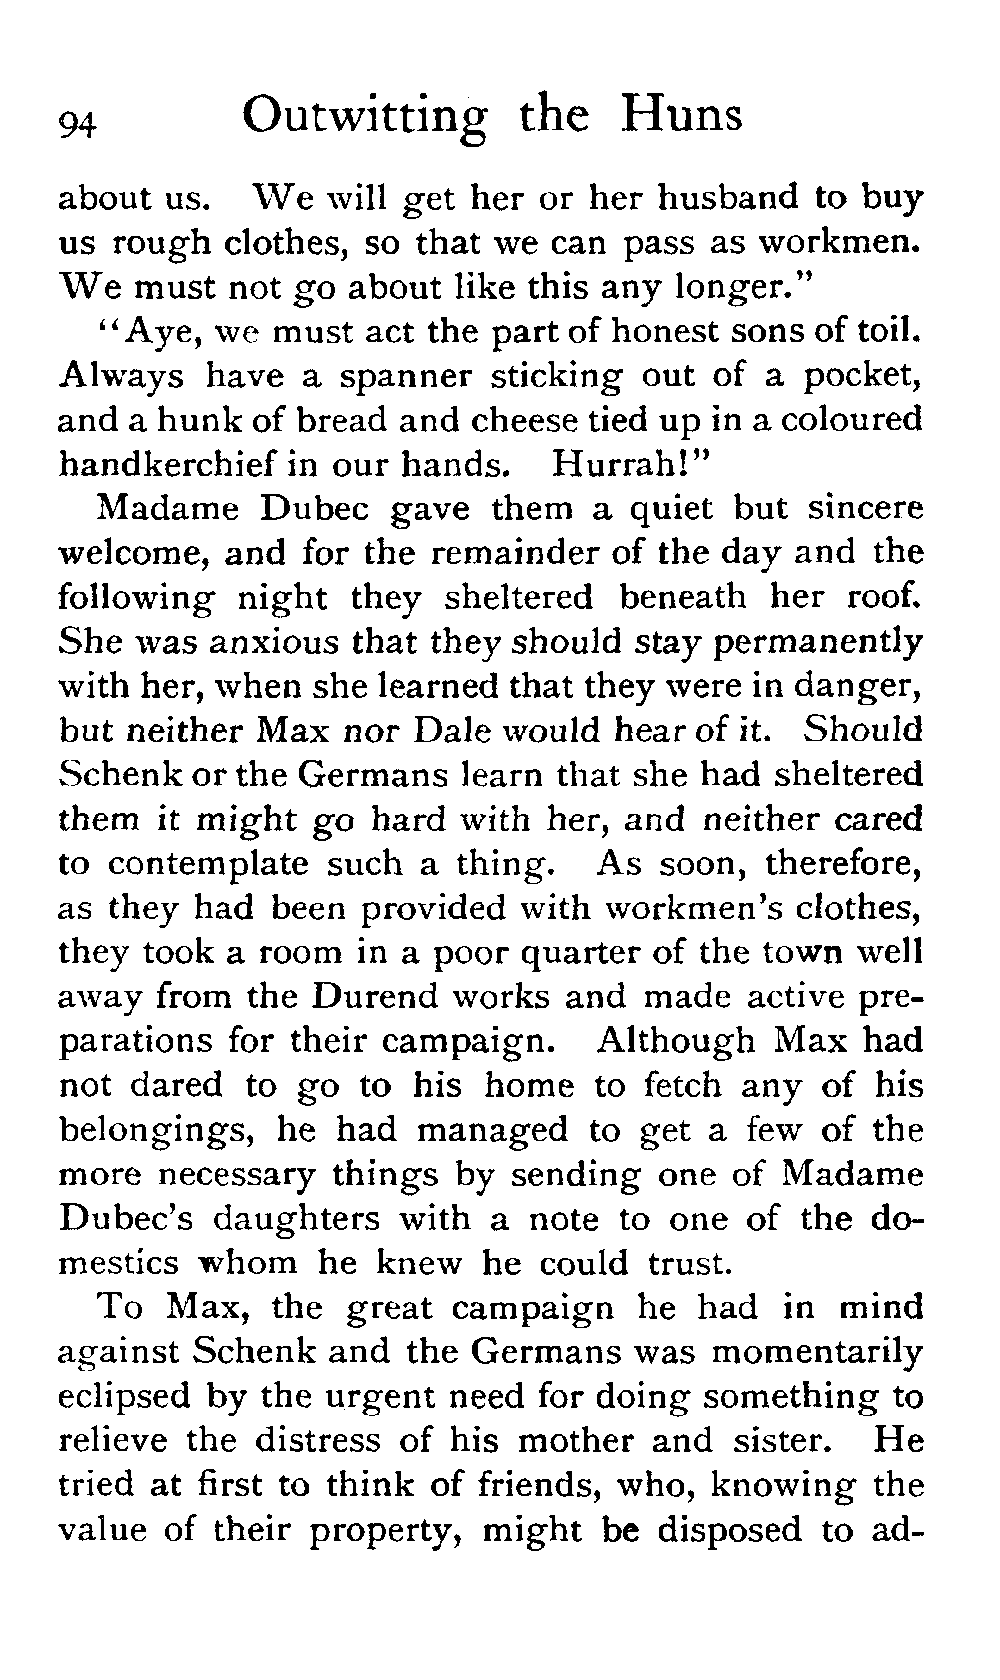 94 Outwitting the Huns
about us. We will get her or her husband to buy
us rough clothes, so that we can pass as workmen.
We must not go about like this any longer."
"Aye, we must act the part of honest sons of toil.
Always have a spanner sticking out of a pocket,
and a hunk of bread and cheese tied up in a coloured
handkerchief in our hands. Hurrah!"
Madame Dubec gave them a quiet but sincere
welcome, and for the remainder of the day and the
following night they sheltered beneath her roof.
She was anxious that they should stay permanently
with her, when she learned that they were in danger,
but neither Max nor Dale would hear of it. Should
Schenk or the Germans learn that she had sheltered
them it might go hard with her, and neither cared
to contemplate such a thing. As soon, therefore,
as they had been provided with workmen's clothes,
they took a room in a poor quarter of the town well
away from the Durend works and made active pre-
parations for their campaign. Although Max had
not dared to go to his home to fetch any of his
belongings, he had managed to get a few of the
more necessary things by sending one of Madame
Dubec's daughters with a note to one of the do-
mestics whom he knew he could trust.
To Max, the great campaign he had in mind
against Schenk and the Germans was momentarily
eclipsed by the urgent need for doing something to
relieve the distress of his mother and sister. He
tried at first to think of friends, who, knowing the
value of their property, might be disposed to ad-